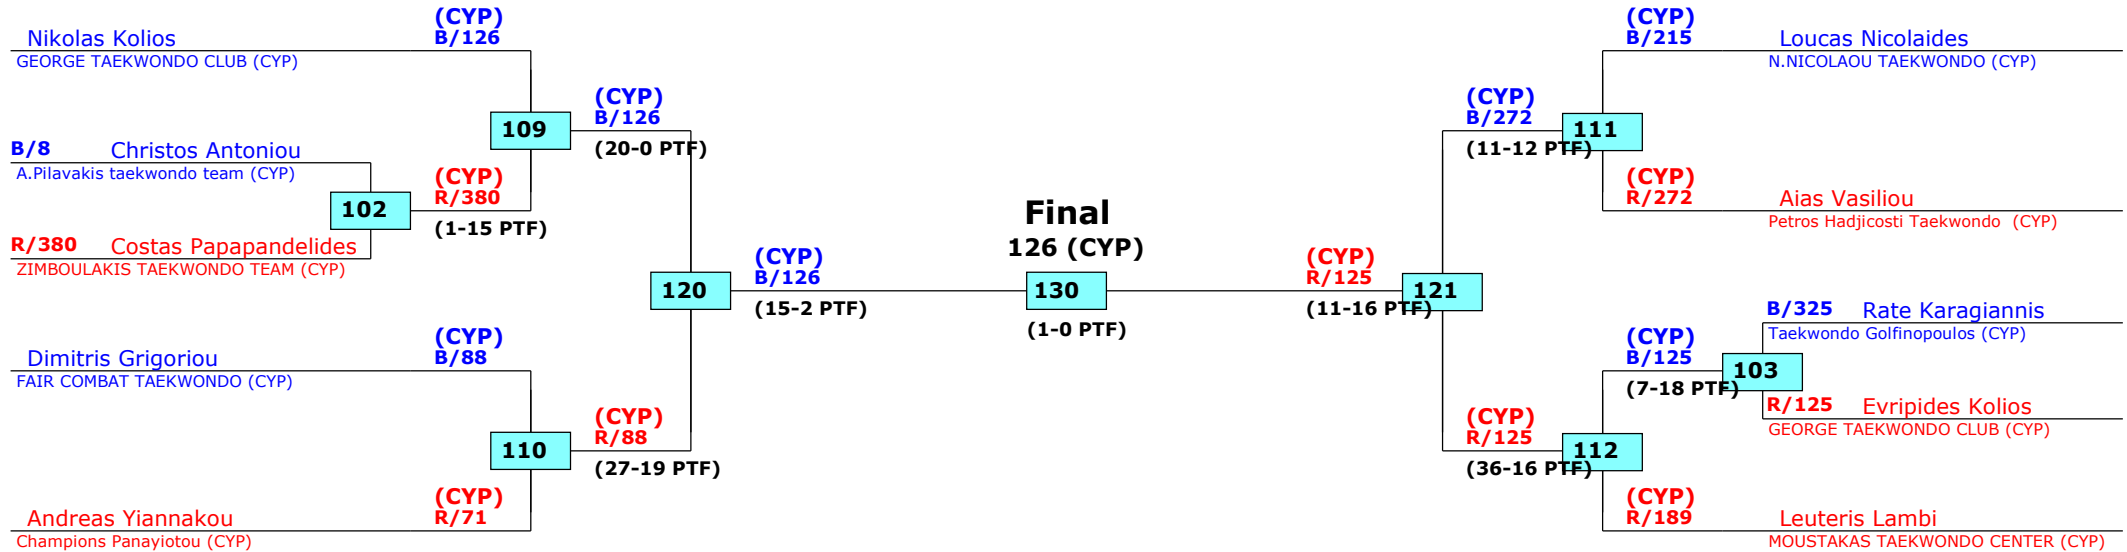 (CYP)
Nikolas Kolios
B/126
GEORGE TAEKWONDO CLUB (CYP)
109
(CYP)
B/126
(20-0 PTF)
B/8 Christos Antoniou
A.Pilavakis taekwondo team (CYP)
102
(CYP)
R/380
(1-15 PTF)
R/380 Costas Papapandelides
ZIMBOULAKIS TAEKWONDO TEAM (CYP)
120
(CYP)
B/126
(15-2 PTF)
(CYP)
Dimitris Grigoriou
B/88
FAIR COMBAT TAEKWONDO (CYP)
110
(CYP)
R/88
(27-19 PTF)
(CYP)
Andreas Yiannakou
R/71
Champions Panayiotou (CYP)
Final
126 (CYP)
130
(1-0 PTF)
(CYP)
B/215
Loucas Nicolaides
N.NICOLAOU TAEKWONDO (CYP)
(CYP)
B/272
111
(11-12 PTF)
(CYP)
R/272
Aias Vasiliou
Petros Hadjicosti Taekwondo (CYP)
(CYP)
R/125
121
(11-16 PTF)
B/325 Rate Karagiannis
Taekwondo Golfinopoulos (CYP)
(CYP)
B/125
103
(7-18 PTF)
R/125 Evripides Kolios
GEORGE TAEKWONDO CLUB (CYP)
(CYP)
R/125
112
(36-16 PTF)
(CYP)
R/189
Leuteris Lambi
MOUSTAKAS TAEKWONDO CENTER (CYP)